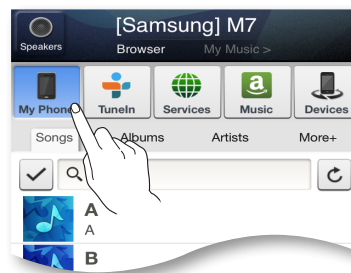 [Samsung] M7
Speakers
Browser My Music >
My Phone TuneIn Services Music Devices
Songs Albums Artists More+
A
A
B